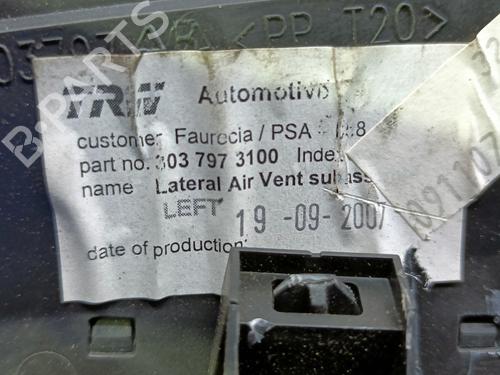 <PP T20>
TRW Automotive
customer Faurecia / PSA
part no. 303 797 3100 Index
name Lateral Air Vent subass
LEFT 19 -09- 2007
date of production
B-PARTS